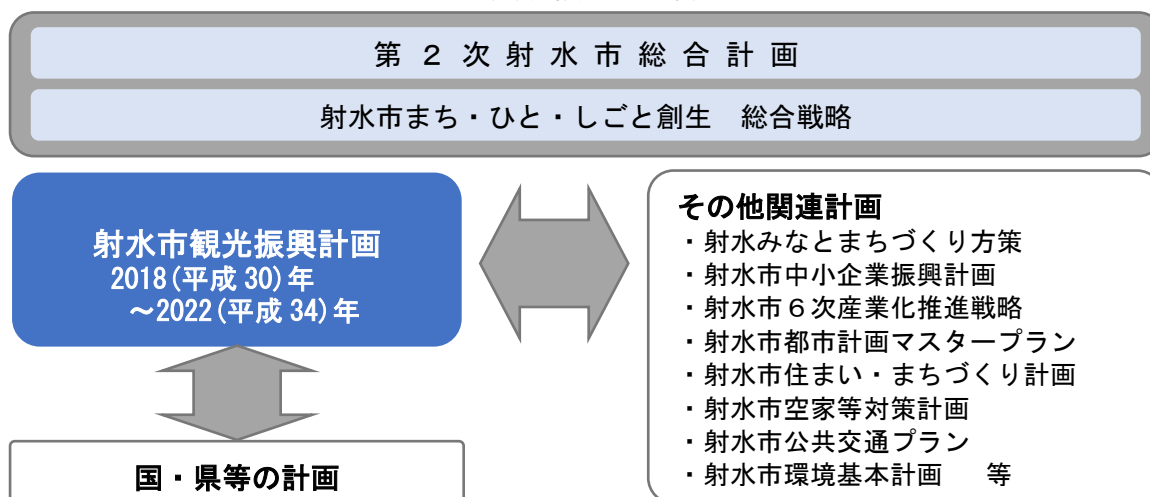 第２次射水市総合計画
射水市まち・ひと・しごと創生　総合戦略
射水市観光振興計画
2018(平成 30)年
～2022(平成 34)年
その他関連計画
・射水みなとまちづくり方策
・射水市中小企業振興計画
・射水市６次産業化推進戦略
・射水市都市計画マスタープラン
・射水市住まい・まちづくり計画
・射水市空家等対策計画
・射水市公共交通プラン
・射水市環境基本計画　等
国・県等の計画